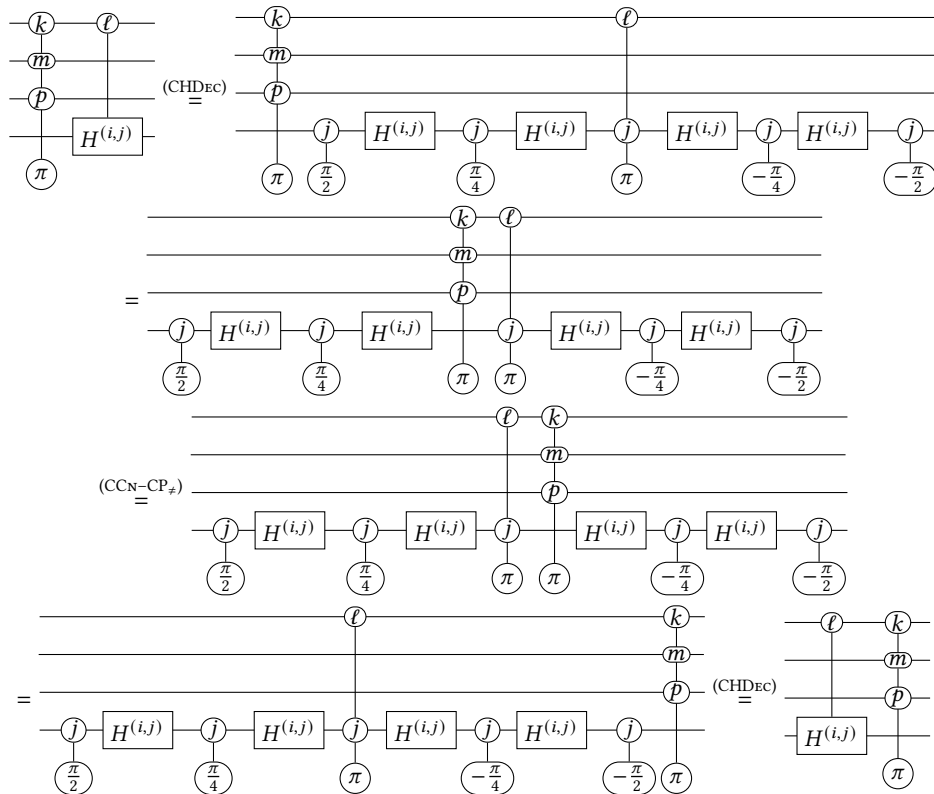 k ℓ k ℓ
m m
p (CHDEC) = p
H^{(i,j)} j H^{(i,j)} j H^{(i,j)} j H^{(i,j)} j H^{(i,j)} j
π π π/2 π/4 π −π/4 −π/2
k ℓ
m
= p
j H^{(i,j)} j H^{(i,j)} j H^{(i,j)} j H^{(i,j)} j
π/2 π/4 π π −π/4 −π/2
ℓ k
m
(CCN–CP≠) = p
j H^{(i,j)} j H^{(i,j)} j H^{(i,j)} j H^{(i,j)} j
π/2 π/4 π π −π/4 −π/2
ℓ k ℓ k
m m
= p (CHDEC) = p
j H^{(i,j)} j H^{(i,j)} j H^{(i,j)} j H^{(i,j)} j H^{(i,j)}
π/2 π/4 π −π/4 −π/2 π π